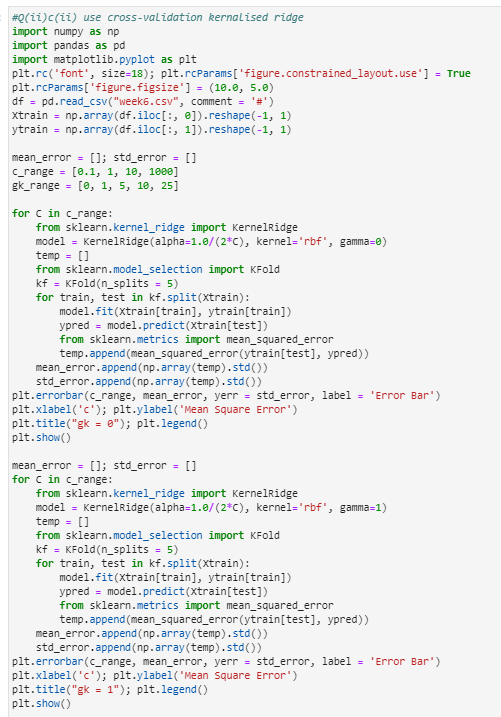 #Q(ii)c(ii) use cross-validation kernalised ridge
import numpy as np
import pandas as pd
import matplotlib.pyplot as plt
plt.rc('font', size=18); plt.rcParams['figure.constrained_layout.use'] = True
plt.rcParams['figure.figsize'] = (10.0, 5.0)
df = pd.read_csv("week6.csv", comment = '#')
Xtrain = np.array(df.iloc[:, 0]).reshape(-1, 1)
ytrain = np.array(df.iloc[:, 1]).reshape(-1, 1)

mean_error = []; std_error = []
c_range = [0.1, 1, 10, 1000]
gk_range = [0, 1, 5, 10, 25]

for C in c_range:
    from sklearn.kernel_ridge import KernelRidge
    model = KernelRidge(alpha=1.0/(2*C), kernel='rbf', gamma=0)
    temp = []
    from sklearn.model_selection import KFold
    kf = KFold(n_splits = 5)
    for train, test in kf.split(Xtrain):
        model.fit(Xtrain[train], ytrain[train])
        ypred = model.predict(Xtrain[test])
        from sklearn.metrics import mean_squared_error
        temp.append(mean_squared_error(ytrain[test], ypred))
    mean_error.append(np.array(temp).std())
    std_error.append(np.array(temp).std())
plt.errorbar(c_range, mean_error, yerr = std_error, label = 'Error Bar')
plt.xlabel('c'); plt.ylabel('Mean Square Error')
plt.title("gk = 0"); plt.legend()
plt.show()

mean_error = []; std_error = []
for C in c_range:
    from sklearn.kernel_ridge import KernelRidge
    model = KernelRidge(alpha=1.0/(2*C), kernel='rbf', gamma=1)
    temp = []
    from sklearn.model_selection import KFold
    kf = KFold(n_splits = 5)
    for train, test in kf.split(Xtrain):
        model.fit(Xtrain[train], ytrain[train])
        ypred = model.predict(Xtrain[test])
        from sklearn.metrics import mean_squared_error
        temp.append(mean_squared_error(ytrain[test], ypred))
    mean_error.append(np.array(temp).std())
    std_error.append(np.array(temp).std())
plt.errorbar(c_range, mean_error, yerr = std_error, label = 'Error Bar')
plt.xlabel('c'); plt.ylabel('Mean Square Error')
plt.title("gk = 1"); plt.legend()
plt.show()